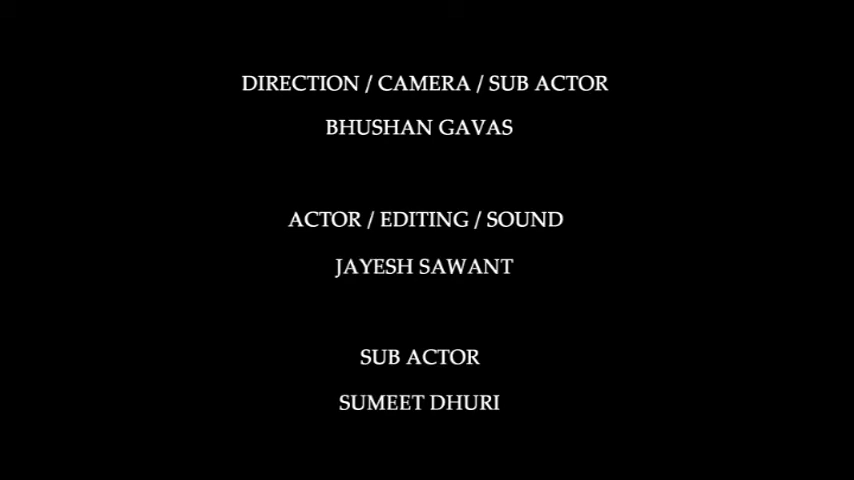 DIRECTION / CAMERA / SUB ACTOR
BHUSHAN GAVAS
ACTOR / EDITING / SOUND
JAYESH SAWANT
SUB ACTOR
SUMEET DHURI